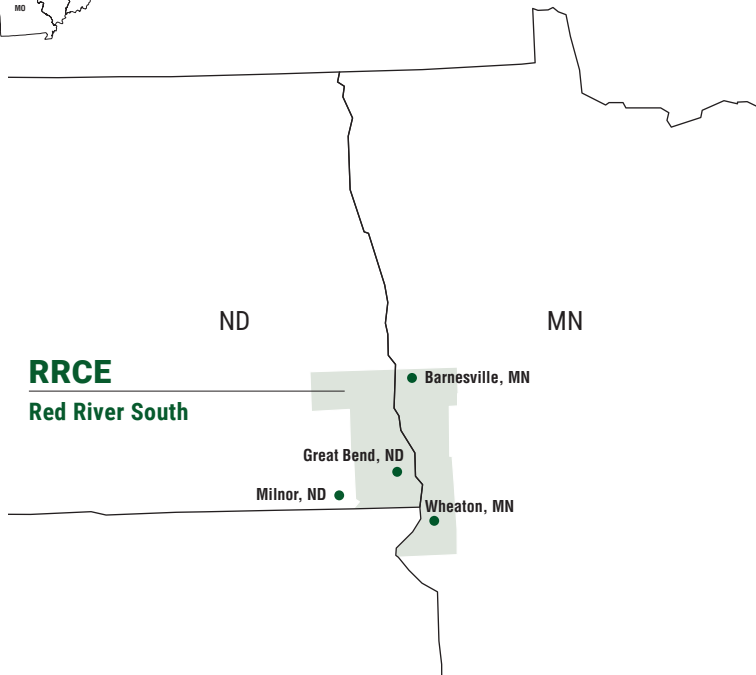 MO
ND
MN
RRCE
Red River South
Barnesville, MN
Great Bend, ND
Milnor, ND
Wheaton, MN